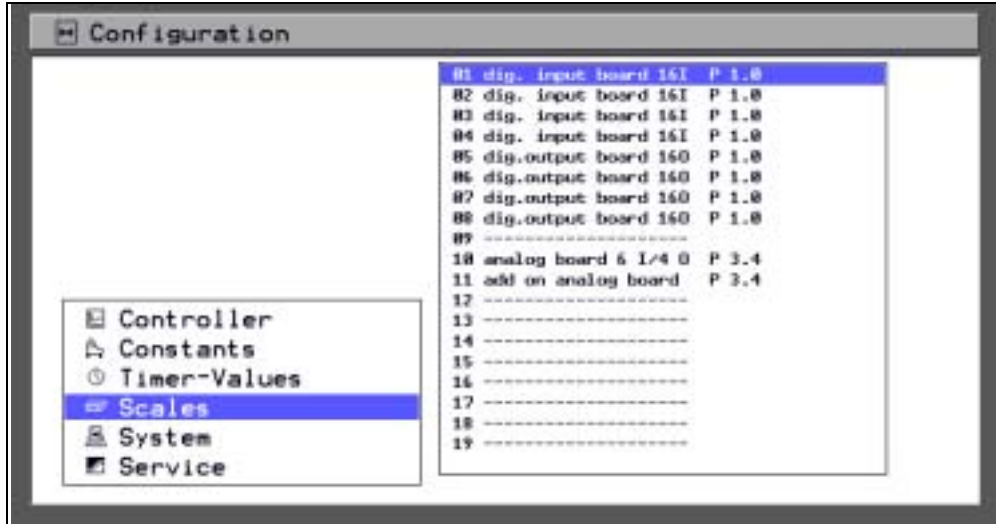 Configuration
01 dig. input board 16I P 1.0
02 dig. input board 16I P 1.0
03 dig. input board 16I P 1.0
04 dig. input board 16I P 1.0
05 dig.output board 16O P 1.0
06 dig.output board 16O P 1.0
07 dig.output board 16O P 1.0
08 dig.output board 16O P 1.0
09 --------------------
10 analog board 6 I/4 O P 3.4
11 add on analog board P 3.4
12 --------------------
13 --------------------
14 --------------------
15 --------------------
16 --------------------
17 --------------------
18 --------------------
19 --------------------
Controller
Constants
Timer-Values
Scales
System
Service